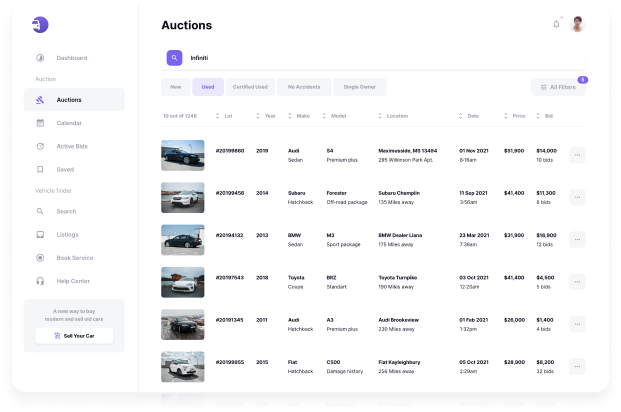 Auctions
Infiniti
Dashboard
Auction
Auctions
Calendar
Active Bids
Saved
Vehicle finder
Search
Listings
Book Service
Help Center
A new way to buy
modern and sell old cars
Sell Your Car
New Used Certified Used No Accidents Single Owner All Filters 5
10 out of 1248 Lot Year Make Model Location Date Price Bid
#20199680 2019 Audi S4 Maximusside, MS 13494 01 Nov 2021 $51,900 $14,000
Sedan Premium plus 295 Wilkinson Park Apt. 8:16am 10 bids
#20199456 2014 Subaru Forester Subaru Champlin 11 Sep 2021 $41,400 $11,300
Hatchback Off-road package 135 Miles away 3:56am 8 bids
#20194132 2013 BMW M3 BMW Dealer Liana 23 Mar 2021 $31,900 $16,900
Sedan Sport package 175 Miles away 7:36am 12 bids
#20197543 2018 Toyota BRZ Toyota Turnpike 03 Oct 2021 $41,400 $4,500
Coupe Standart 190 Miles away 12:20am 5 bids
#20191345 2011 Audi A3 Audi Brookeview 01 Feb 2021 $26,000 $1,400
Hatchback Premium plus 230 Miles away 1:32pm 4 bids
#20199955 2015 Fiat C500 Fiat Kayleighbury 05 Oct 2021 $28,900 $8,200
Hatchback Damage history 256 Miles away 2:29am 32 bids